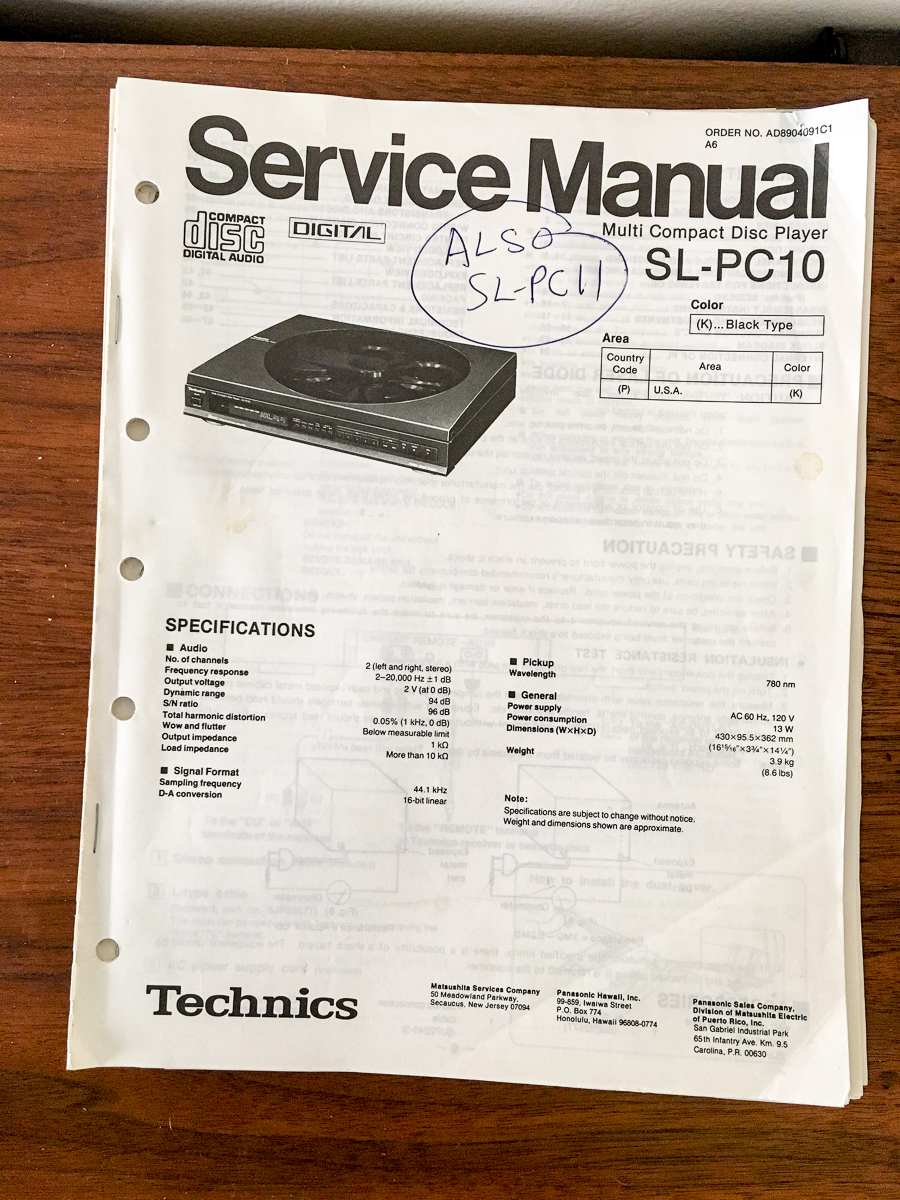 ORDER NO. AD8904091C1
A6
Service Manual
COMPACT
disc
DIGITAL AUDIO
DIGITAL
Multi Compact Disc Player
SL-PC10
ALSO
SL-PC11
Color
(K)...Black Type
Area
Country Code Area Color
(P) U.S.A. (K)
Technics
SPECIFICATIONS
■ Audio
No. of channels 2 (left and right, stereo)
Frequency response 2–20,000 Hz ±1 dB
Output voltage 2 V (at 0 dB)
Dynamic range 94 dB
S/N ratio 96 dB
Total harmonic distortion 0.05% (1 kHz, 0 dB)
Wow and flutter Below measurable limit
Output impedance 1 kΩ
Load impedance More than 10 kΩ
■ Signal Format
Sampling frequency 44.1 kHz
D-A conversion 16-bit linear
■ Pickup
Wavelength 780 nm
■ General
Power supply AC 60 Hz, 120 V
Power consumption 13 W
Dimensions (W×H×D) 430×95.5×362 mm
(16 15/16"×3¾"×14¼")
Weight 3.9 kg
(8.6 lbs)
Note:
Specifications are subject to change without notice.
Weight and dimensions shown are approximate.
Technics
Matsushita Services Company
50 Meadowland Parkway,
Secaucus, New Jersey 07094
Panasonic Hawaii, Inc.
99-859, Iwaiwa Street
P.O. Box 774
Honolulu, Hawaii 96808-0774
Panasonic Sales Company,
Division of Matsushita Electric
of Puerto Rico, Inc.
San Gabriel Industrial Park
65th Infantry Ave. Km. 9.5
Carolina, P.R. 00630